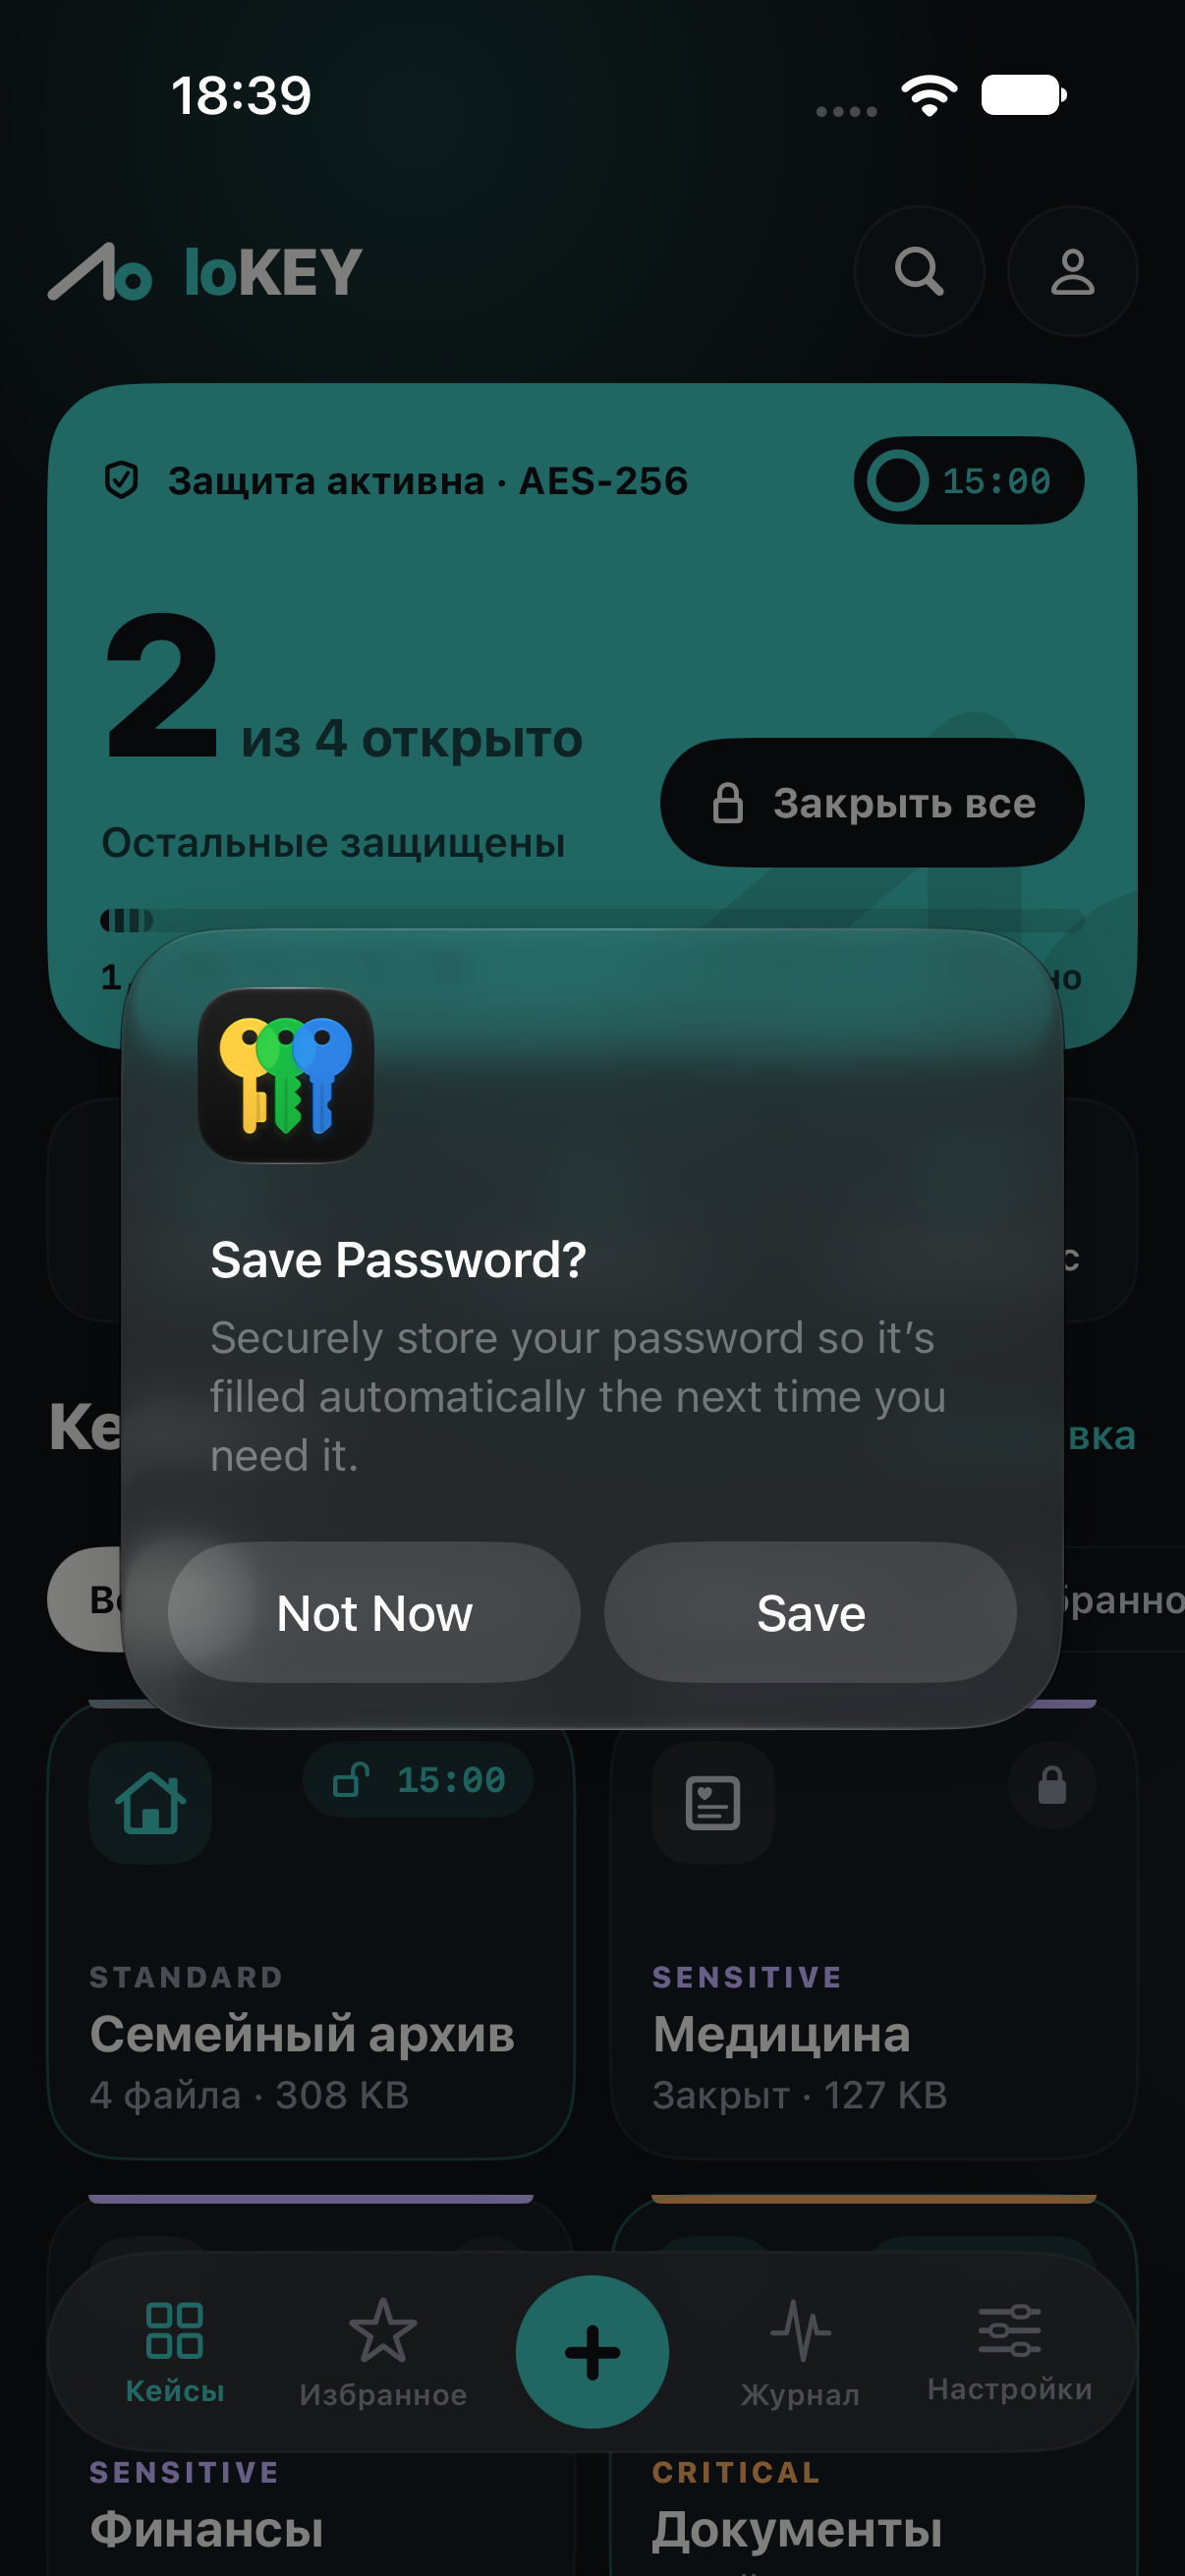 18:39
loKEY
Защита активна · AES-256
15:00
2 из 4 открыто
Остальные защищены
Закрыть все
Save Password?
Securely store your password so it’s
filled automatically the next time you
need it.
Not Now
Save
15:00
STANDARD
Семейный архив
4 файла · 308 KB
SENSITIVE
Медицина
Закрыт · 127 KB
Кейсы
Избранное
Журнал
Настройки
SENSITIVE
Финансы
CRITICAL
Документы